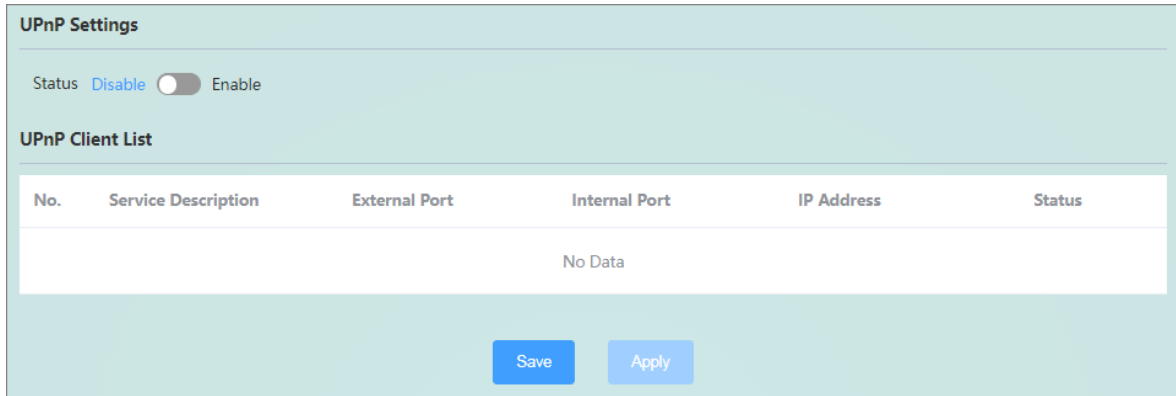 UPnP Settings
Status Disable Enable
UPnP Client List
No. Service Description External Port Internal Port IP Address Status
No Data
Save Apply